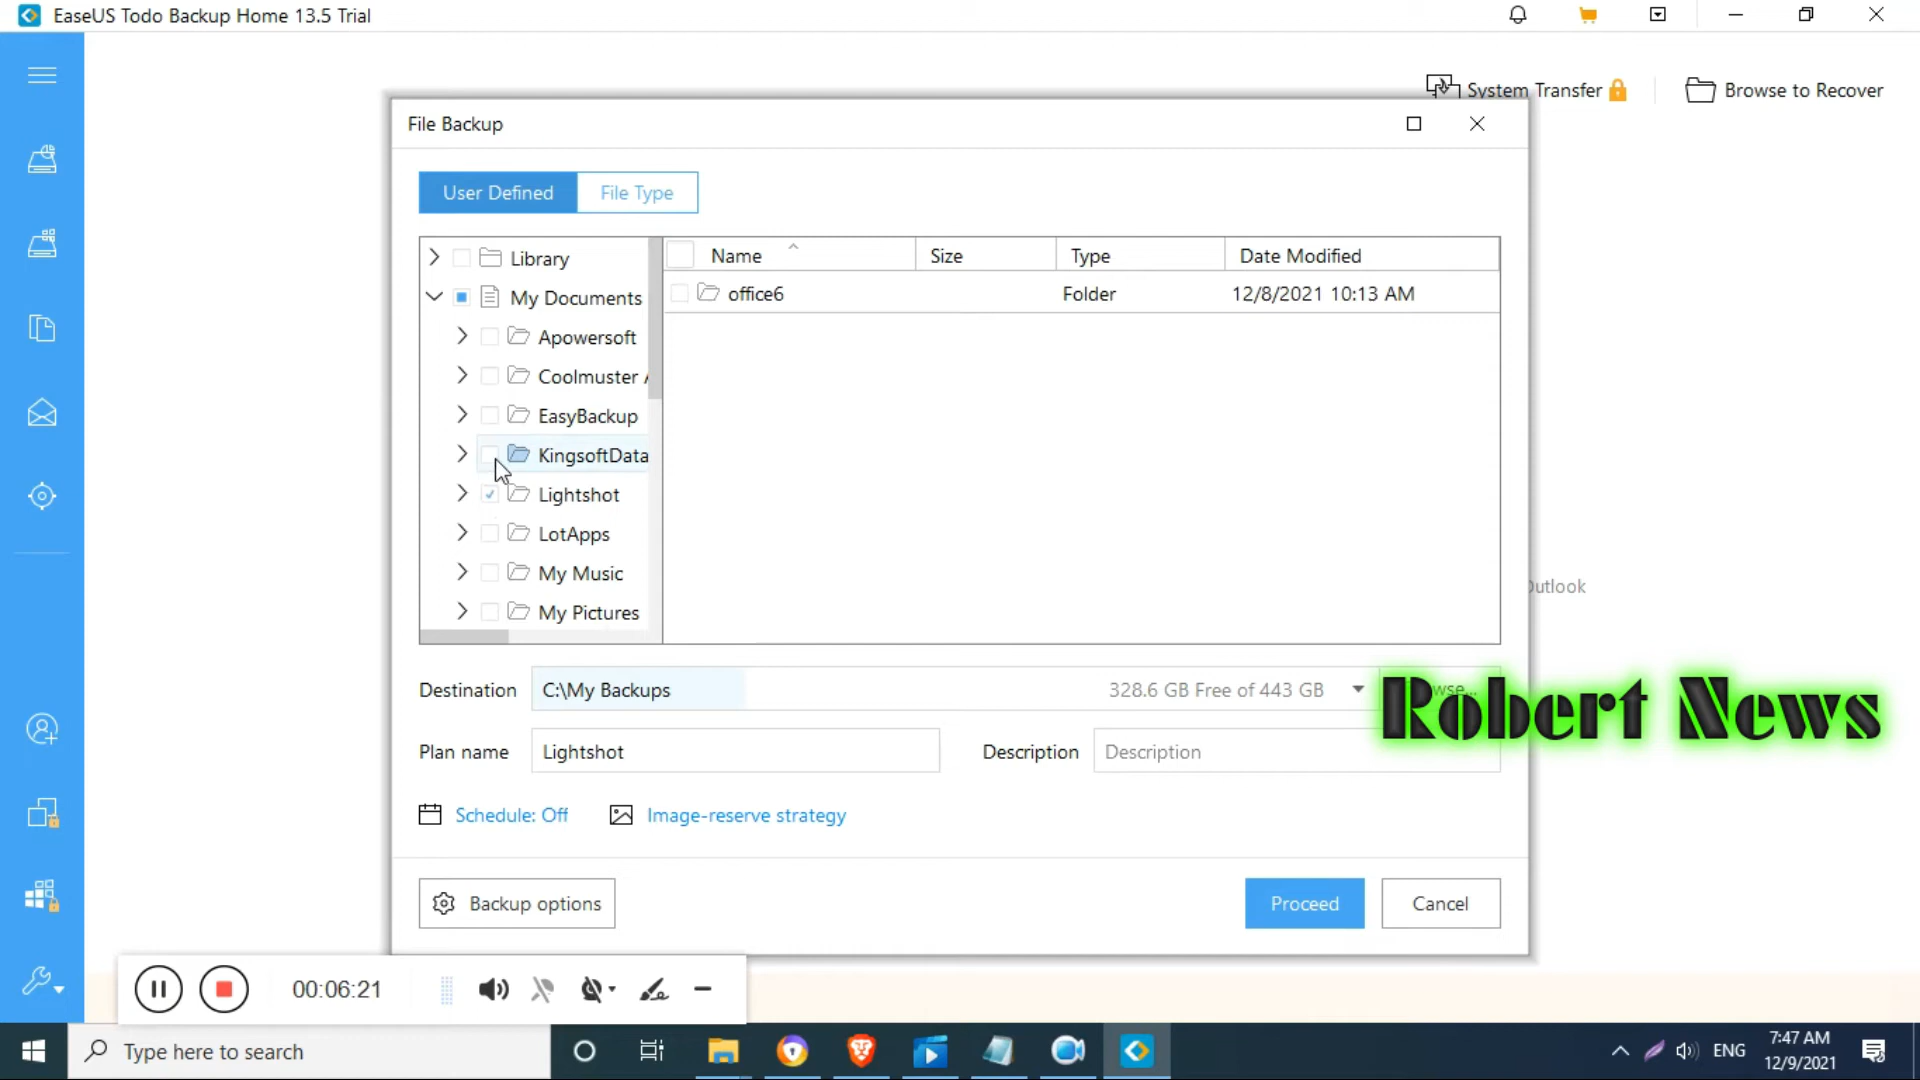 EaseUS Todo Backup Home 13.5 Trial
System Transfer
Browse to Recover
File Backup
User Defined
File Type
Library
My Documents
Apowersoft
Coolmuster
EasyBackup
KingsoftData
Lightshot
LotApps
My Music
My Pictures
Name
Size
Type
Date Modified
office6
Folder
12/8/2021 10:13 AM
Outlook
Destination
C:\My Backups
328.6 GB Free of 443 GB
Robert News
Plan name
Lightshot
Description
Description
Schedule: Off
Image-reserve strategy
Backup options
Proceed
Cancel
00:06:21
Type here to search
ENG
7:47 AM
12/9/2021